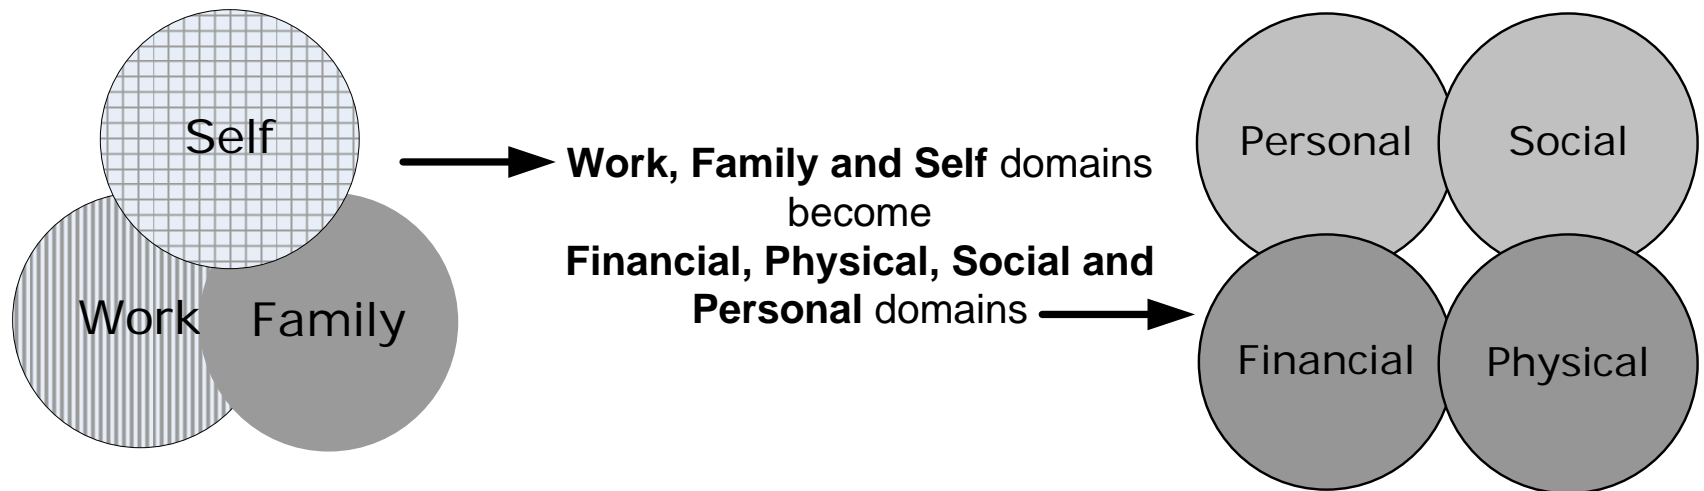 Self
Work
Family
Work, Family and Self domains
become
Financial, Physical, Social and
Personal domains
Personal
Social
Financial
Physical